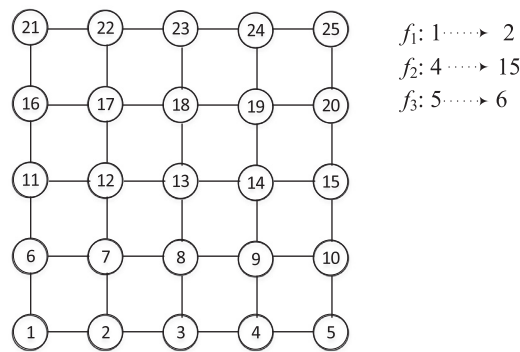 21 22 23 24 25
16 17 18 19 20
11 12 13 14 15
6 7 8 9 10
1 2 3 4 5
f₁: 1 ······► 2
f₂: 4 ······► 15
f₃: 5 ······► 6